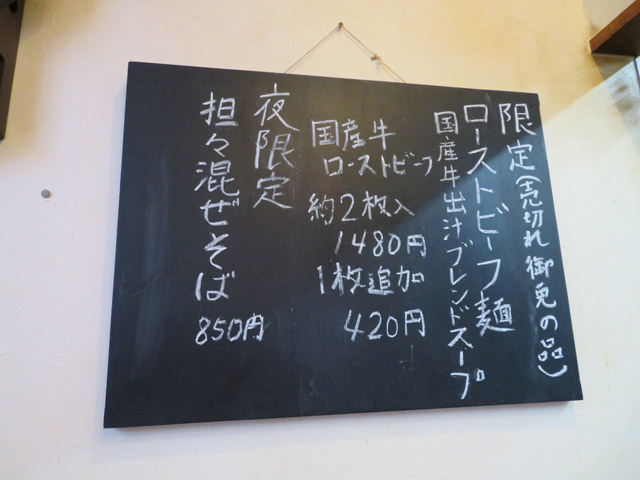 限定(売切れ御免の品)
ローストビーフ麺
国産牛出汁ブレンドスープ
国産牛
ローストビーフ
約2枚入
1480円
1枚追加
420円
夜限定
担々混ぜそば
850円